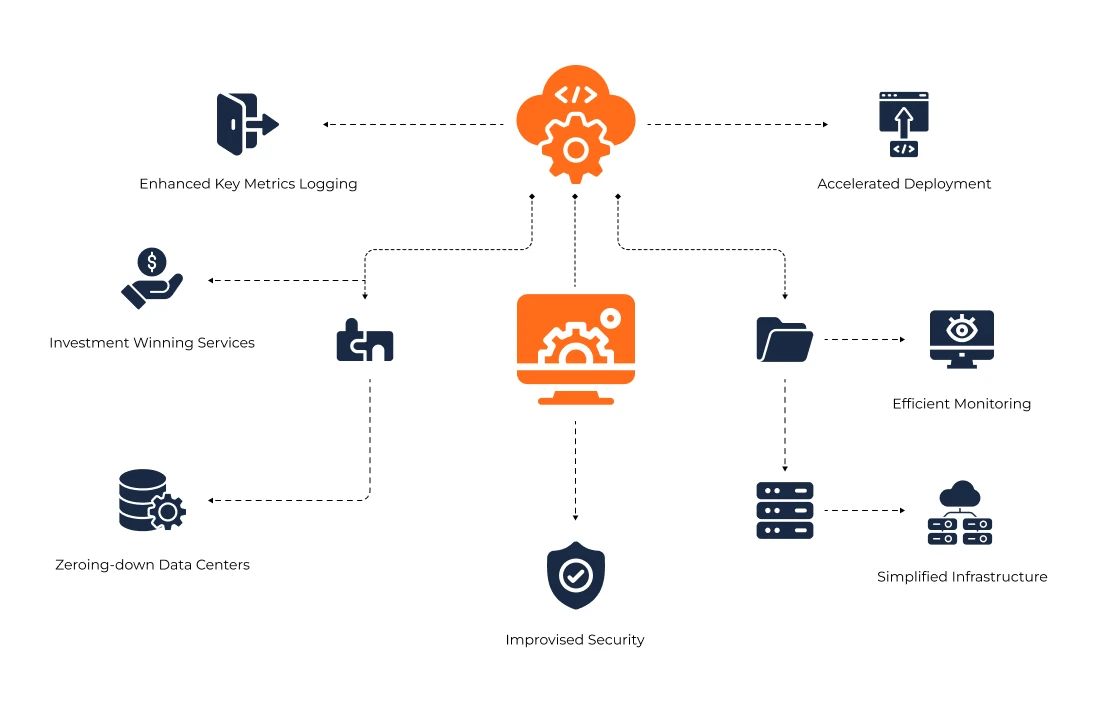 Enhanced Key Metrics Logging
Accelerated Deployment
Investment Winning Services
Efficient Monitoring
Zeroing-down Data Centers
Simplified Infrastructure
Improvised Security